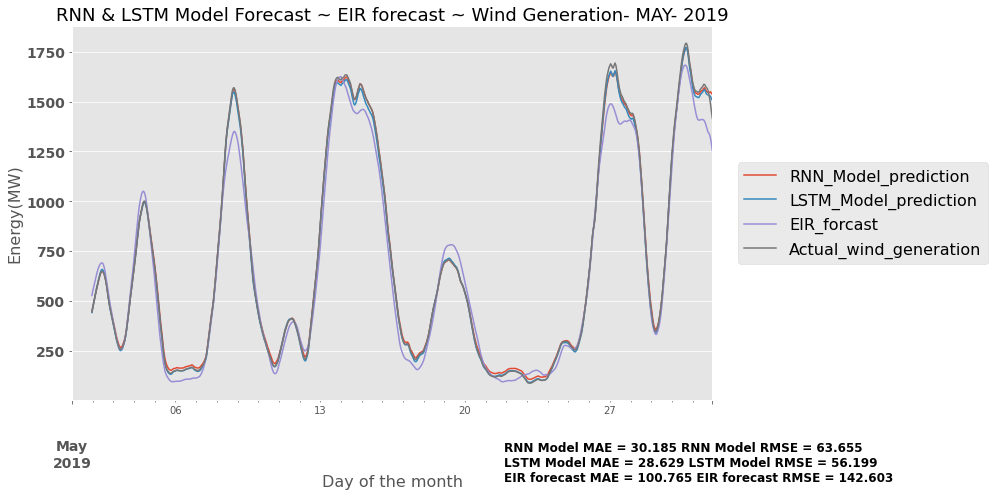 RNN & LSTM Model Forecast ~ EIR forecast ~ Wind Generation- MAY- 2019
1750
1500
1250
1000
750
500
250
Energy(MW)
RNN_Model_prediction
LSTM_Model_prediction
EIR_forcast
Actual_wind_generation
06
13
20
27
May
2019
Day of the month
RNN Model MAE = 30.185 RNN Model RMSE = 63.655
LSTM Model MAE = 28.629 LSTM Model RMSE = 56.199
EIR forecast MAE = 100.765 EIR forecast RMSE = 142.603